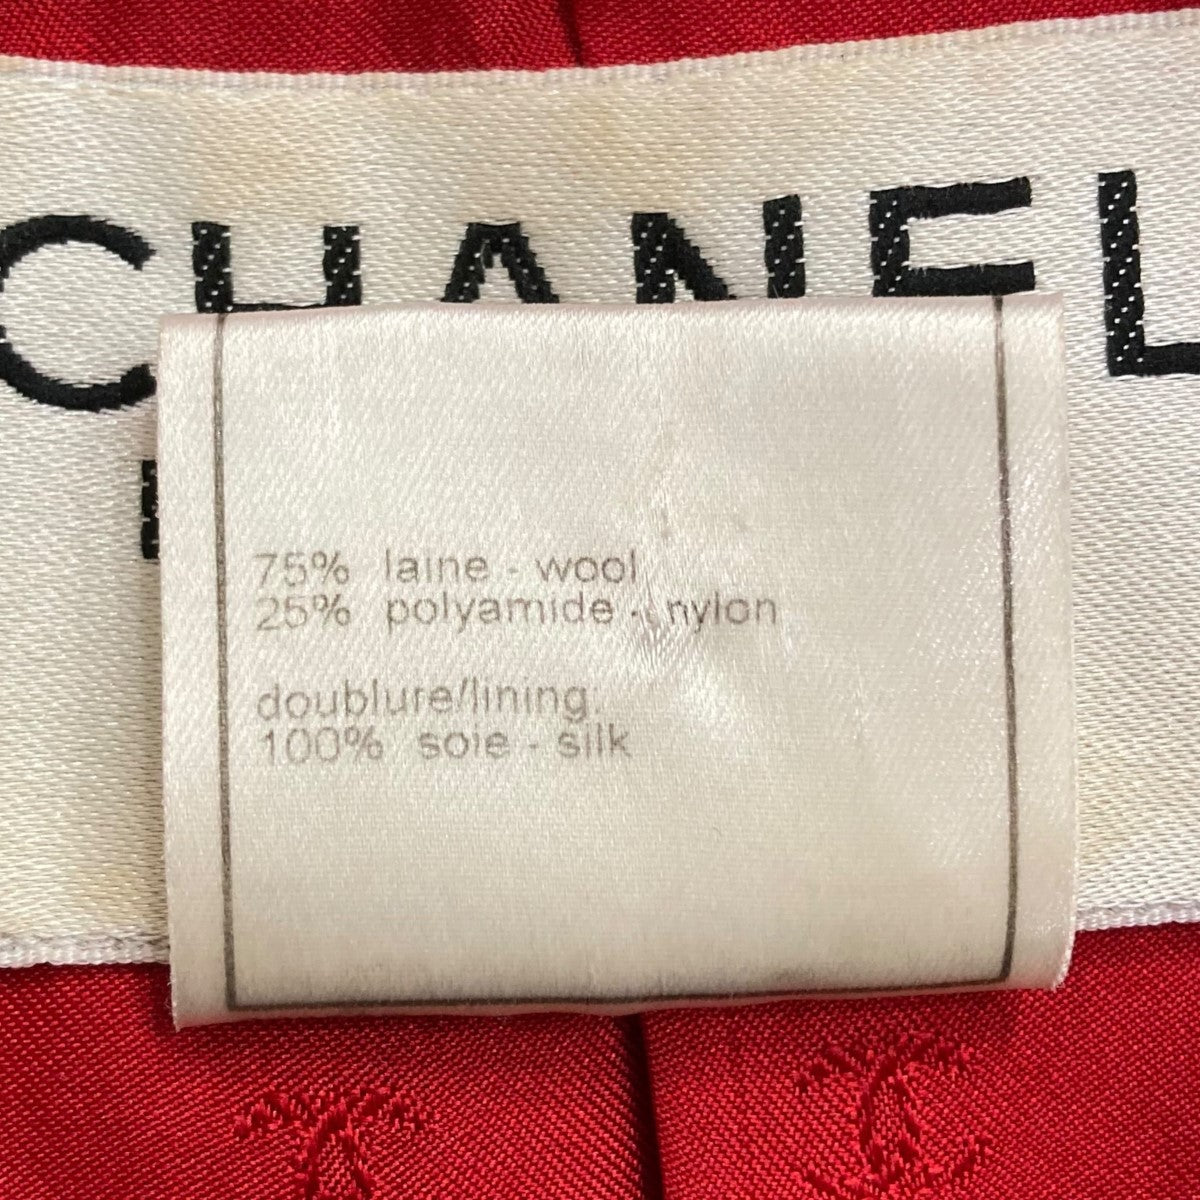 CHANEL
75% laine - wool
25% polyamide - nylon
doublure/lining:
100% soie - silk